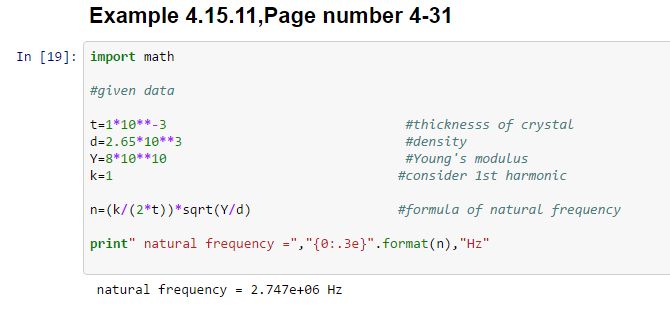 Example 4.15.11,Page number 4-31
In [19]: import math
#given data
t=1*10**-3 #thicknesss of crystal
d=2.65*10**3 #density
Y=8*10**10 #Young's modulus
k=1 #consider 1st harmonic
n=(k/(2*t))*sqrt(Y/d) #formula of natural frequency
print" natural frequency =","{0:.3e}".format(n),"Hz"
natural frequency = 2.747e+06 Hz